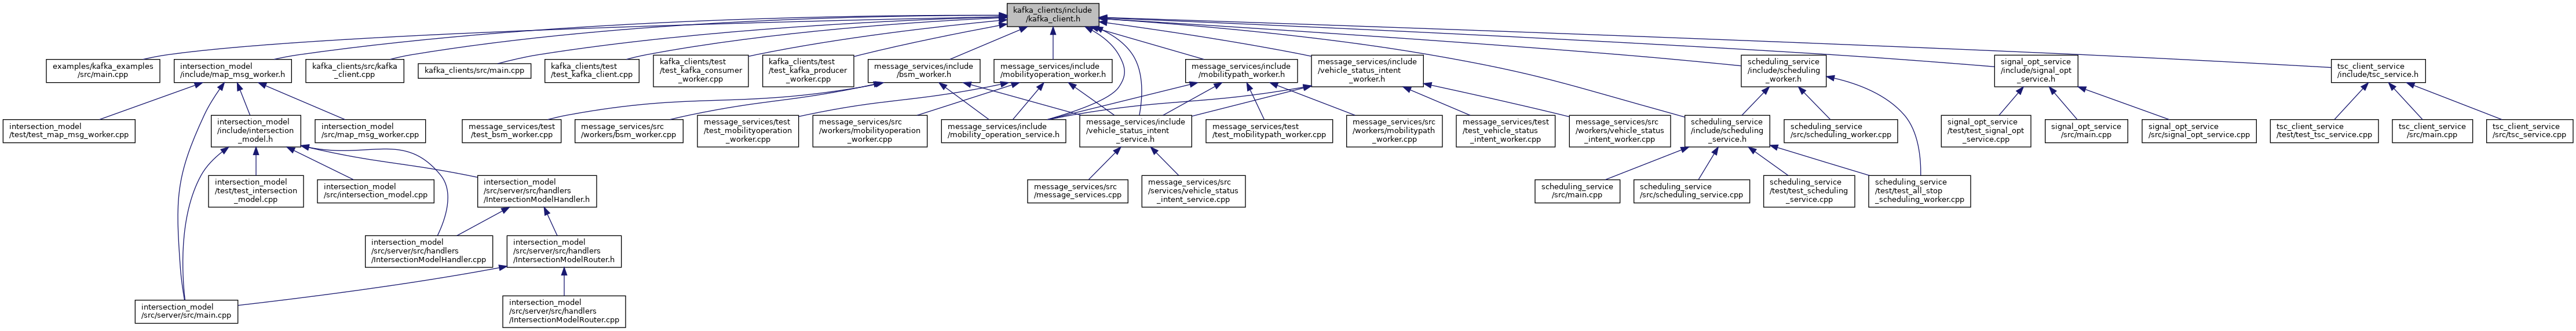 kafka_clients/include
/kafka_client.h
examples/kafka_examples
/src/main.cpp
intersection_model
/include/map_msg_worker.h
kafka_clients/src/kafka
_client.cpp
kafka_clients/src/main.cpp
kafka_clients/test
/test_kafka_client.cpp
kafka_clients/test
/test_kafka_consumer
_worker.cpp
kafka_clients/test
/test_kafka_producer
_worker.cpp
message_services/include
/bsm_worker.h
message_services/include
/mobilityoperation_worker.h
message_services/include
/mobilitypath_worker.h
message_services/include
/vehicle_status_intent
_worker.h
scheduling_service
/include/scheduling
_worker.h
signal_opt_service
/include/signal_opt
_service.h
tsc_client_service
/include/tsc_service.h
intersection_model
/test/test_map_msg_worker.cpp
intersection_model
/include/intersection
_model.h
intersection_model
/src/map_msg_worker.cpp
message_services/test
/test_bsm_worker.cpp
message_services/src
/workers/bsm_worker.cpp
message_services/test
/test_mobilityoperation
_worker.cpp
message_services/src
/workers/mobilityoperation
_worker.cpp
message_services/include
/mobility_operation_service.h
message_services/include
/vehicle_status_intent
_service.h
message_services/test
/test_mobilitypath_worker.cpp
message_services/src
/workers/mobilitypath
_worker.cpp
message_services/test
/test_vehicle_status
_intent_worker.cpp
message_services/src
/workers/vehicle_status
_intent_worker.cpp
scheduling_service
/include/scheduling
_service.h
scheduling_service
/src/scheduling_worker.cpp
signal_opt_service
/test/test_signal_opt
_service.cpp
signal_opt_service
/src/main.cpp
signal_opt_service
/src/signal_opt_service.cpp
tsc_client_service
/test/test_tsc_service.cpp
tsc_client_service
/src/main.cpp
tsc_client_service
/src/tsc_service.cpp
intersection_model
/test/test_intersection
_model.cpp
intersection_model
/src/intersection_model.cpp
intersection_model
/src/server/src/handlers
/IntersectionModelHandler.h
message_services/src
/message_services.cpp
message_services/src
/services/vehicle_status
_intent_service.cpp
scheduling_service
/src/main.cpp
scheduling_service
/src/scheduling_service.cpp
scheduling_service
/test/test_scheduling
_service.cpp
scheduling_service
/test/test_all_stop
_scheduling_worker.cpp
intersection_model
/src/server/src/handlers
/IntersectionModelHandler.cpp
intersection_model
/src/server/src/handlers
/IntersectionModelRouter.h
intersection_model
/src/server/src/main.cpp
intersection_model
/src/server/src/handlers
/IntersectionModelRouter.cpp